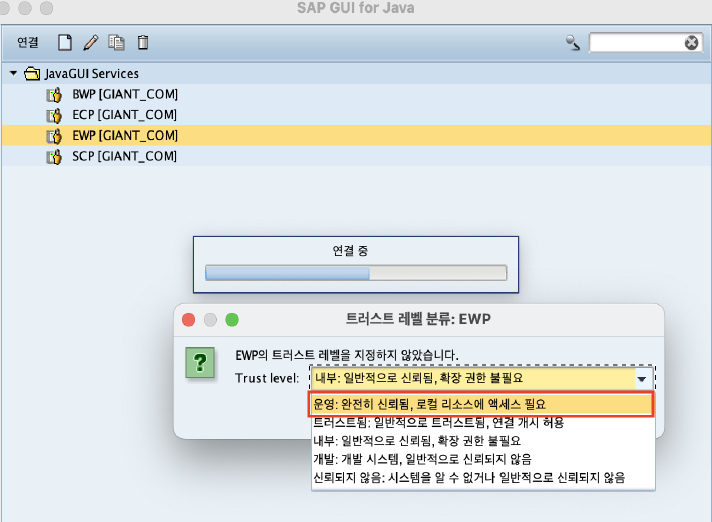 SAP GUI for Java
연결
JavaGUI Services
BWP [GIANT_COM]
ECP [GIANT_COM]
EWP [GIANT_COM]
SCP [GIANT_COM]
연결 중
트러스트 레벨 분류: EWP
?
EWP의 트러스트 레벨을 지정하지 않았습니다.
Trust level: 내부: 일반적으로 신뢰됨, 확장 권한 불필요
운영: 완전히 신뢰됨, 로컬 리소스에 액세스 필요
트러스트됨: 일반적으로 트러스트됨, 연결 개시 허용
내부: 일반적으로 신뢰됨, 확장 권한 불필요
개발: 개발 시스템, 일반적으로 신뢰되지 않음
신뢰되지 않음: 시스템을 알 수 없거나 일반적으로 신뢰되지 않음